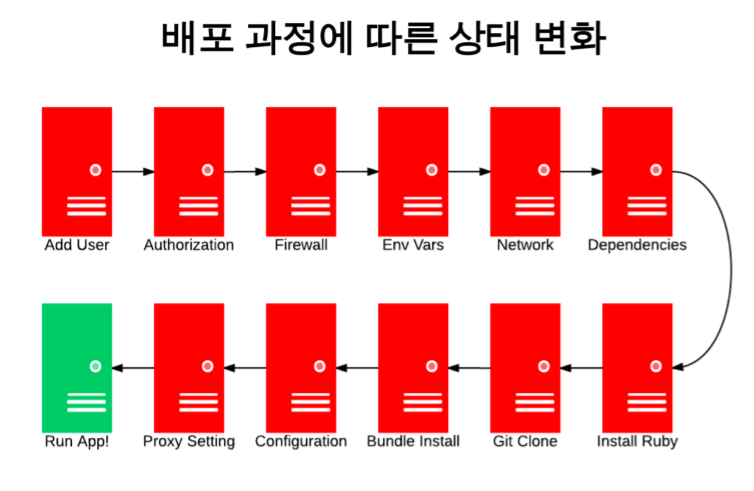 배포 과정에 따른 상태 변화
Add User
Authorization
Firewall
Env Vars
Network
Dependencies
Install Ruby
Git Clone
Bundle Install
Configuration
Proxy Setting
Run App!